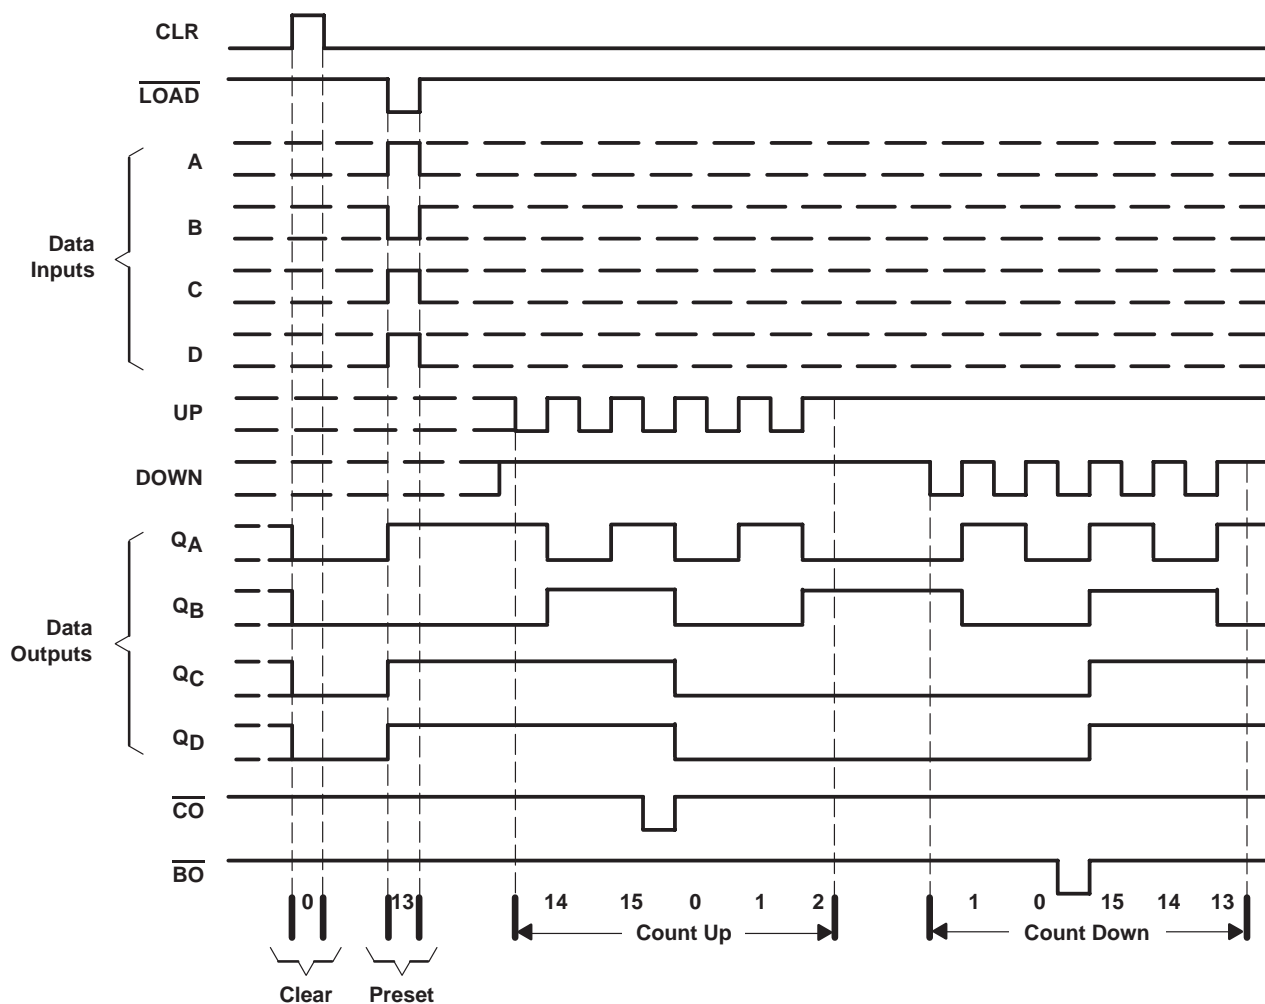 CLR
LOAD
A
B
Data
Inputs
C
D
UP
DOWN
QA
QB
Data
Outputs
QC
QD
CO
BO
0 13 14 15 0 1 2 1 0 15 14 13
Count Up Count Down
Clear Preset